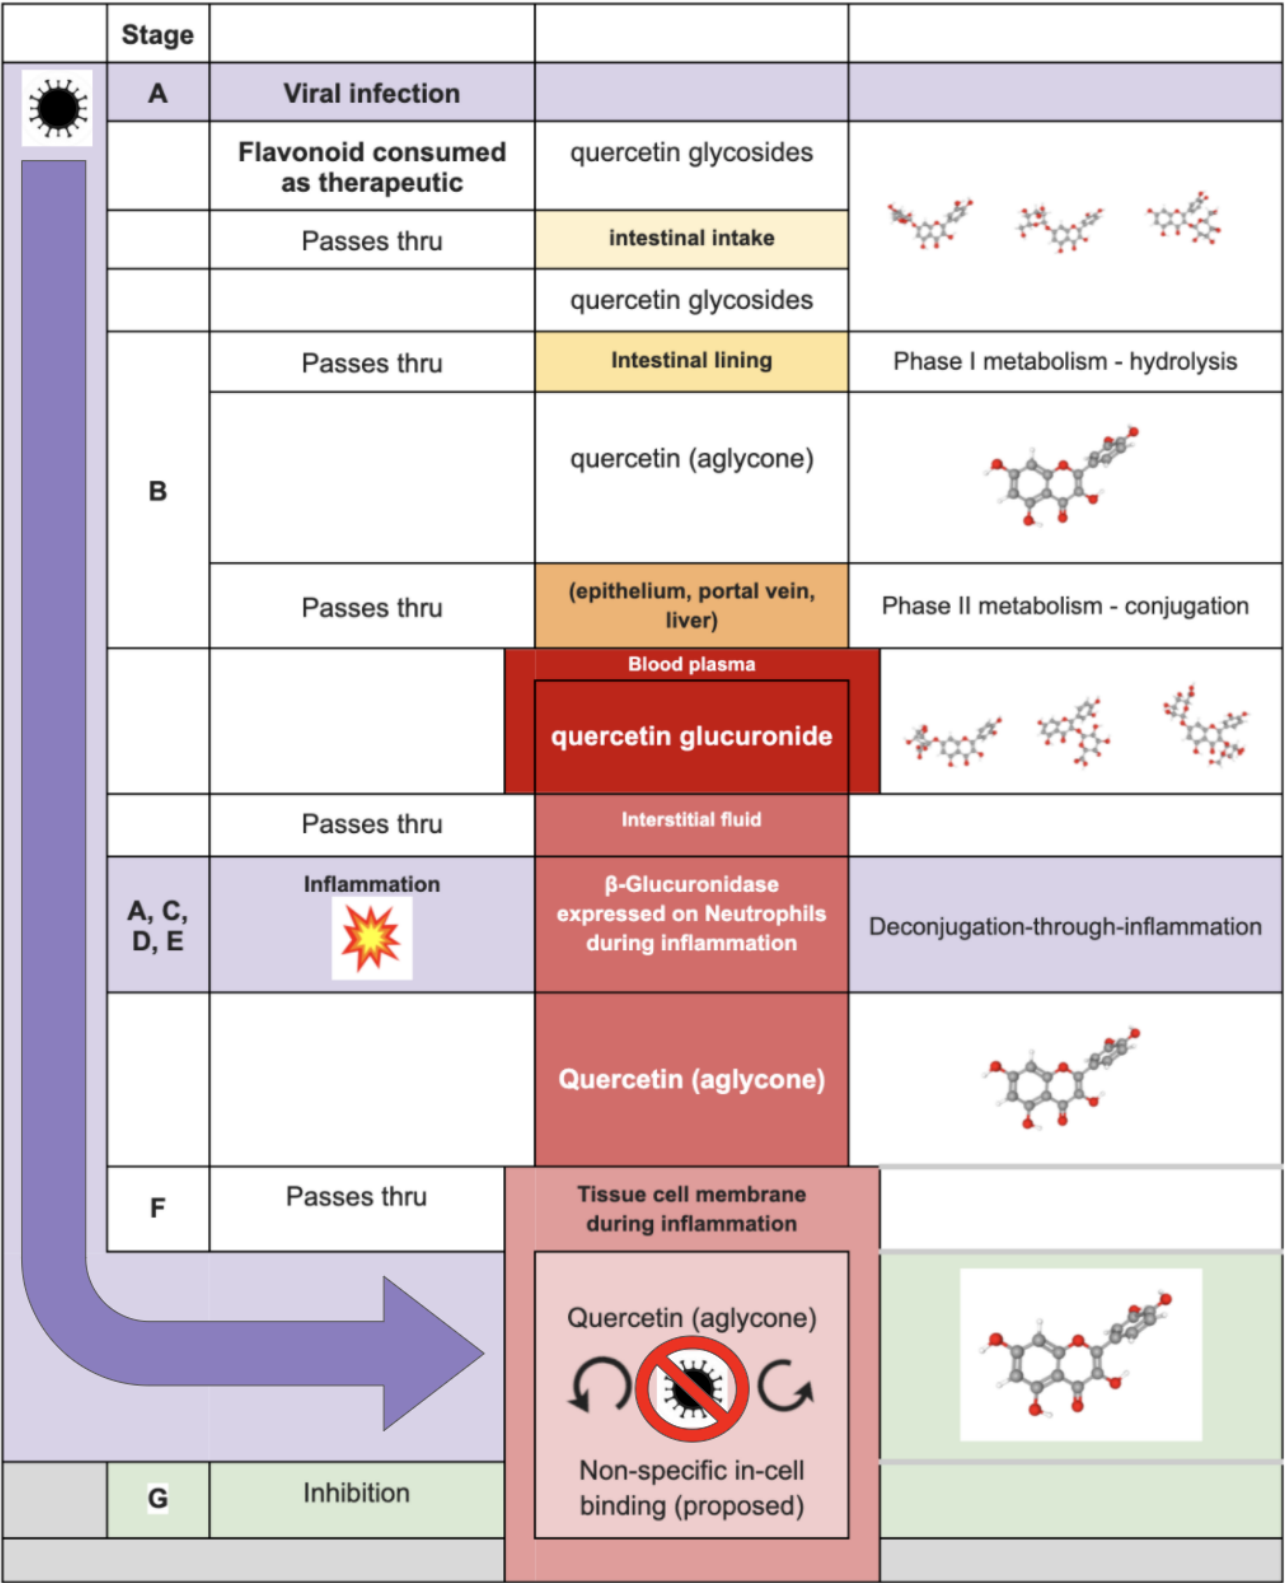 Stage
A
Viral infection
Flavonoid consumed
as therapeutic
quercetin glycosides
Passes thru
intestinal intake
quercetin glycosides
B
Passes thru
Intestinal lining
Phase I metabolism - hydrolysis
quercetin (aglycone)
Passes thru
(epithelium, portal vein,
liver)
Phase II metabolism - conjugation
Blood plasma
quercetin glucuronide
Passes thru
Interstitial fluid
A, C,
D, E
Inflammation
β-Glucuronidase
expressed on Neutrophils
during inflammation
Deconjugation-through-inflammation
Quercetin (aglycone)
F
Passes thru
Tissue cell membrane
during inflammation
Quercetin (aglycone)
Non-specific in-cell
binding (proposed)
G
Inhibition